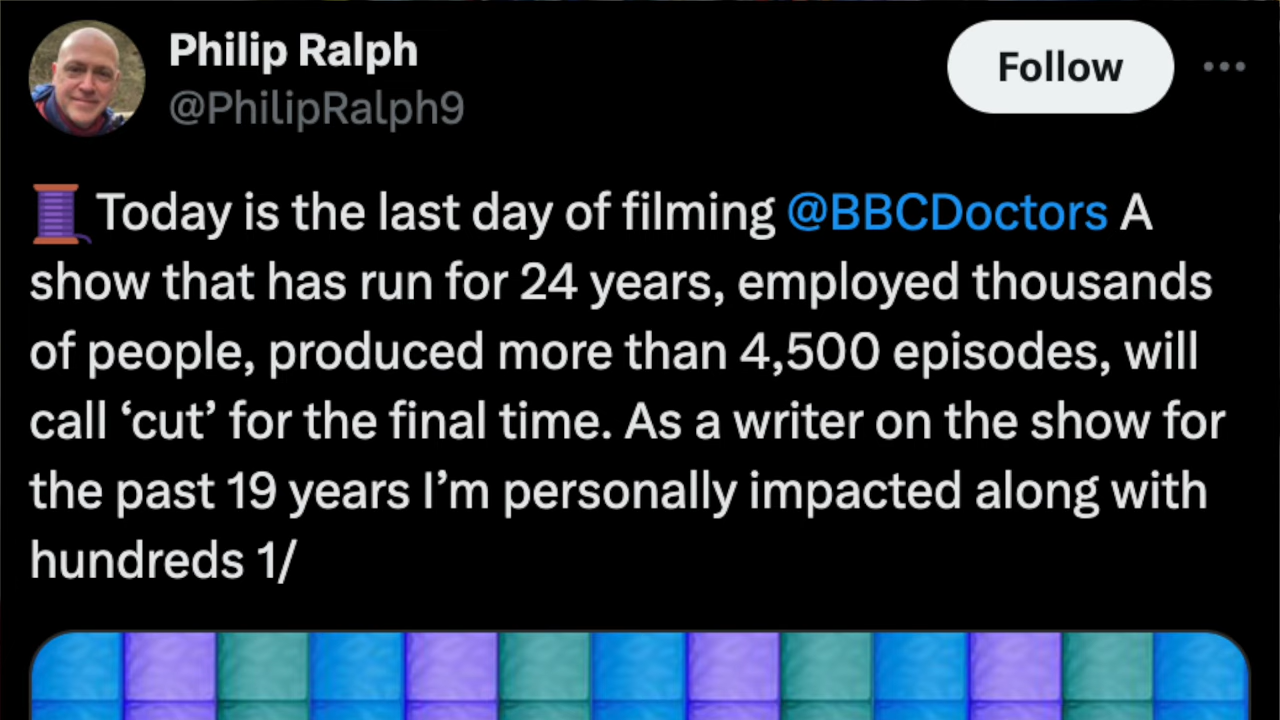 Philip Ralph
@PhilipRalph9
Follow
🧵 Today is the last day of filming @BBCDoctors A
show that has run for 24 years, employed thousands
of people, produced more than 4,500 episodes, will
call ‘cut’ for the final time. As a writer on the show for
the past 19 years I’m personally impacted along with
hundreds 1/